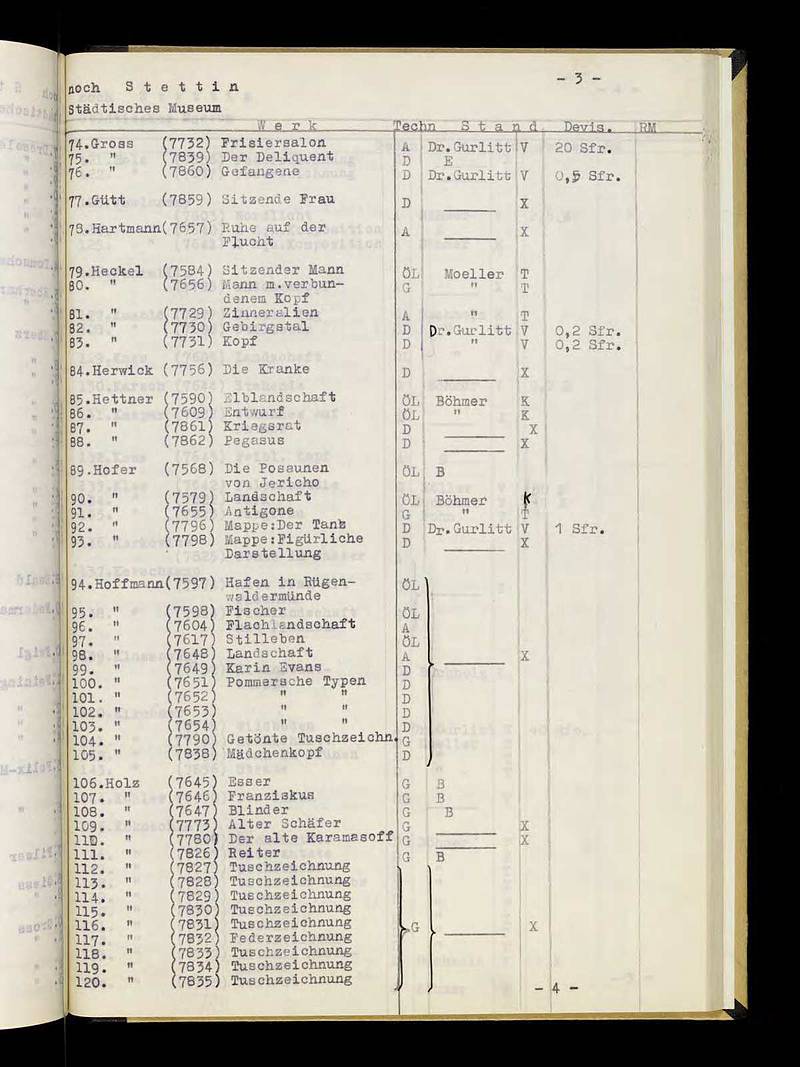 - 3 -
noch S t e t t i n
Städtisches Museum
W e r k Techn S t a n d Devis. RM
74.Gross (7732) Frisiersalon A Dr.Gurlitt V 20 Sfr.
75. " (7839) Der Deliquent D E
76. " (7860) Gefangene D Dr.Gurlitt V 0,5 Sfr.
77.Gütt (7859) Sitzende Frau D ______ X
78.Hartmann(7657) Ruhe auf der A ______ X
Flucht
79.Heckel (7584) Sitzender Mann ÖL Moeller T
80. " (7656) Mann m.verbun- G " T
denem Kopf
81. " (7729) Zinneralien A " T
82. " (7730) Gebirgstal D Dr.Gurlitt V 0,2 Sfr.
83. " (7731) Kopf D " V 0,2 Sfr.
84.Herwick (7756) Die Kranke D ______ X
85.Hettner (7590) Elblandschaft ÖL Böhmer K
86. " (7609) Entwurf ÖL " K
87. " (7861) Kriegsrat D ______ X
88. " (7862) Pegasus D ______ X
89.Hofer (7568) Die Posaunen ÖL B
von Jericho
90. " (7579) Landschaft ÖL Böhmer K
91. " (7655) Antigone G " T
92. " (7796) Mappe:Der Tanz D Dr.Gurlitt V 1 Sfr.
93. " (7798) Mappe:Figürliche D ______ X
Darstellung
94.Hoffmann(7597) Hafen in Rügen- ÖL
waldermünde
95. " (7598) Fischer ÖL
96. " (7604) Flachlandschaft A
97. " (7617) Stilleben ÖL
98. " (7648) Landschaft A ______ X
99. " (7649) Karin Evans D
100. " (7651) Pommersche Typen D
101. " (7652) " " D
102. " (7653) " " D
103. " (7654) " " D
104. " (7790) Getönte Tuschzeichn. G
105. " (7838) Mädchenkopf D
106.Holz (7645) Esser G B
107. " (7646) Franziskus G B
108. " (7647) Blinder G B
109. " (7773) Alter Schäfer G ______ X
110. " (7780) Der alte Karamasoff G ______ X
111. " (7826) Reiter G B
112. " (7827) Tuschzeichnung
113. " (7828) Tuschzeichnung
114. " (7829) Tuschzeichnung
115. " (7830) Tuschzeichnung
116. " (7831) Tuschzeichnung G ______ X
117. " (7832) Federzeichnung
118. " (7833) Tuschzeichnung
119. " (7834) Tuschzeichnung
120. " (7835) Tuschzeichnung
- 4 -